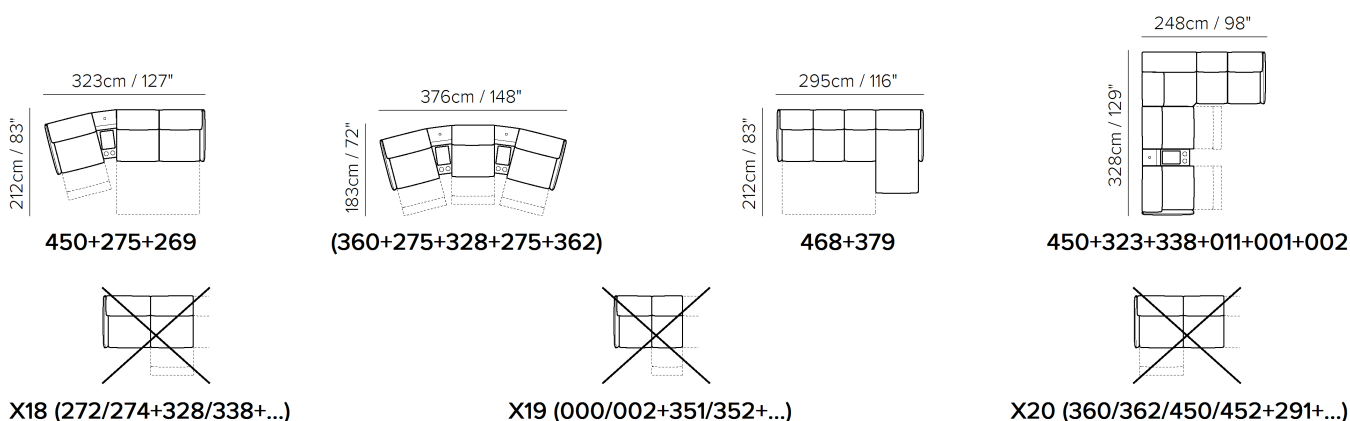 323cm / 127"
212cm / 83"
450+275+269
376cm / 148"
183cm / 72"
(360+275+328+275+362)
295cm / 116"
212cm / 83"
468+379
248cm / 98"
328cm / 129"
450+323+338+011+001+002
X18 (272/274+328/338+...)
X19 (000/002+351/352+...)
X20 (360/362/450/452+291+...)